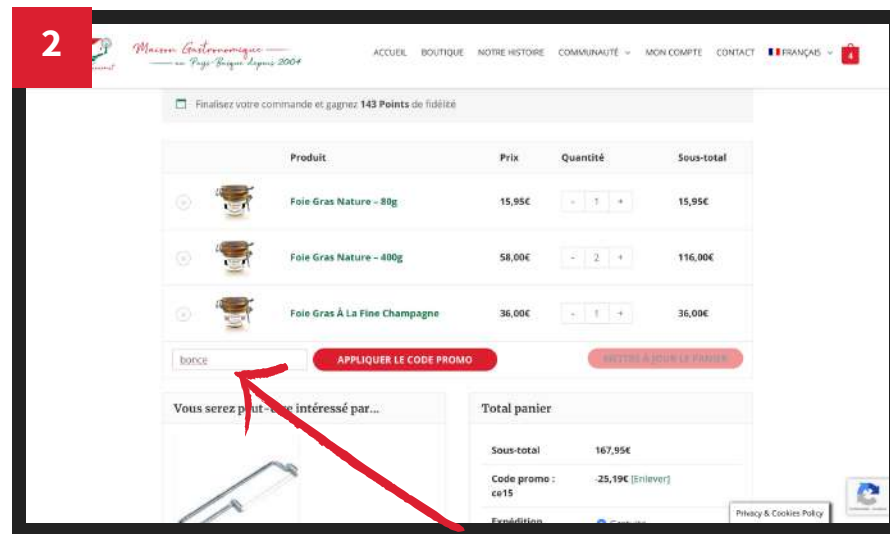 2
Maison Gastronomique
en Pays-Basque depuis 2004
ACCUEIL BOUTIQUE NOTRE HISTOIRE COMMUNAUTÉ MON COMPTE CONTACT FRANÇAIS 4
Finalisez votre commande et gagnez 143 Points de fidélité
Produit Prix Quantité Sous-total
× Foie Gras Nature – 80g 15,95€ - 1 + 15,95€
× Foie Gras Nature – 400g 58,00€ - 2 + 116,00€
× Foie Gras À La Fine Champagne 36,00€ - 1 + 36,00€
bonce APPLIQUER LE CODE PROMO METTRE À JOUR LE PANIER
Vous serez peut-être intéressé par…
Total panier
Sous-total 167,95€
Code promo : -25,19€ [Enlever]
ce15
Expédition Gratuite
Privacy & Cookies Policy